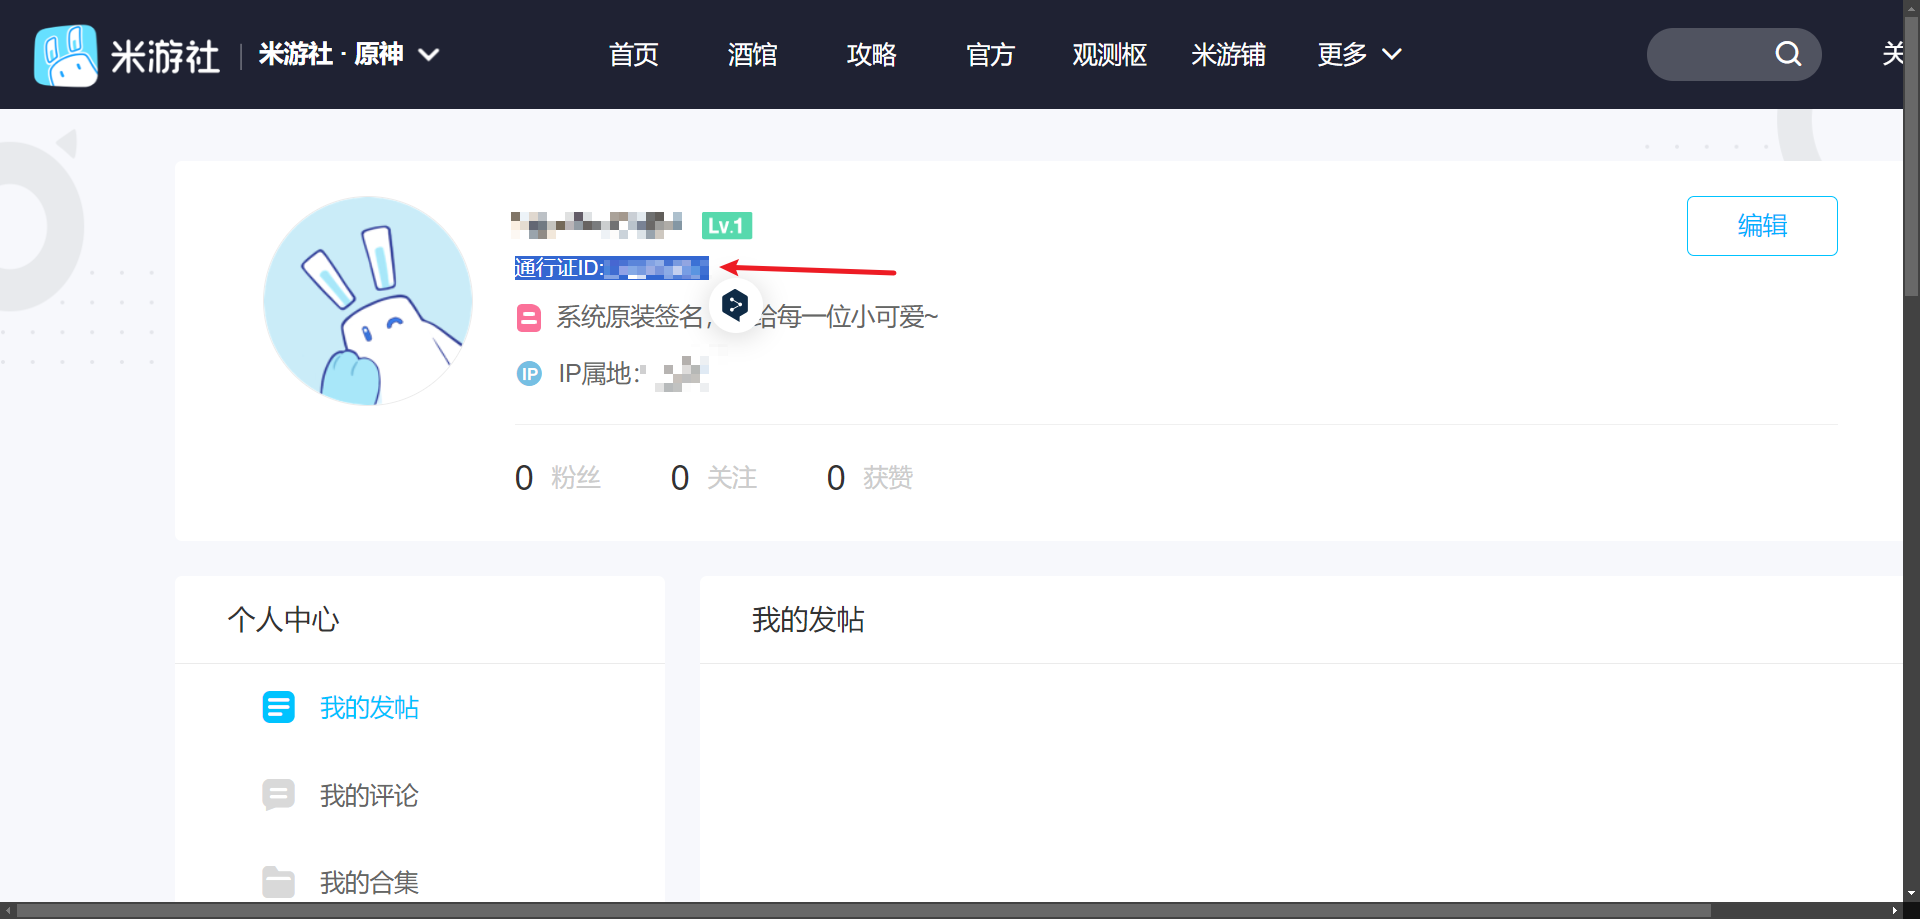 米游社 米游社 · 原神 首页 酒馆 攻略 官方 观测枢 米游铺 更多 关
Lv.1
编辑
通行证ID:
系统原装签名, 给每一位小可爱~
IP IP属地:
0 粉丝 0 关注 0 获赞
个人中心
我的发帖
我的发帖
我的评论
我的合集